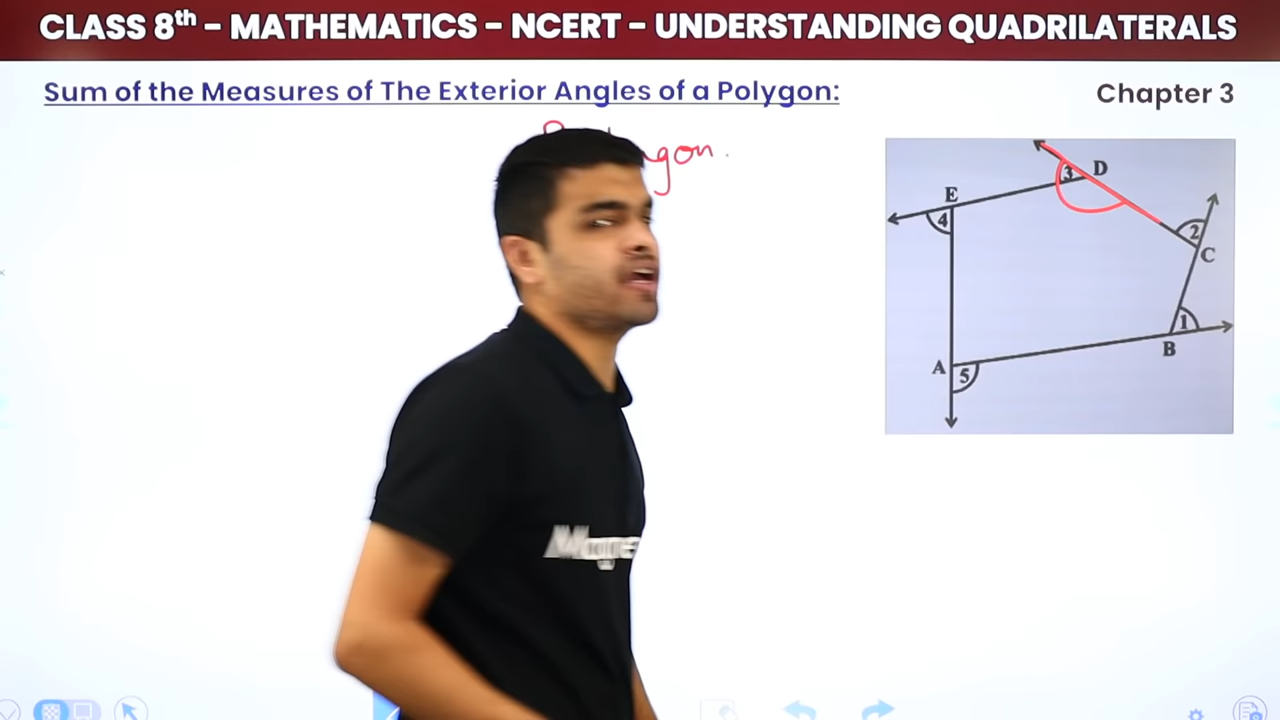 CLASS 8th - MATHEMATICS - NCERT - UNDERSTANDING QUADRILATERALS
Sum of the Measures of The Exterior Angles of a Polygon:
Chapter 3
3 D
E
4
2
C
1
B
A
5